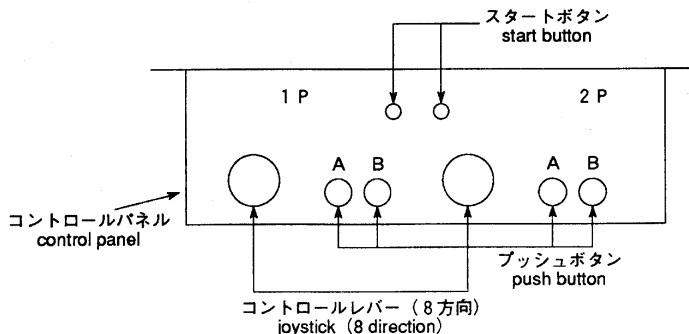 スタートボタン
start button
1 P
2 P
A
B
A
B
コントロールパネル
control panel
プッシュボタン
push button
コントロールレバー (8方向)
joystick (8 direction)